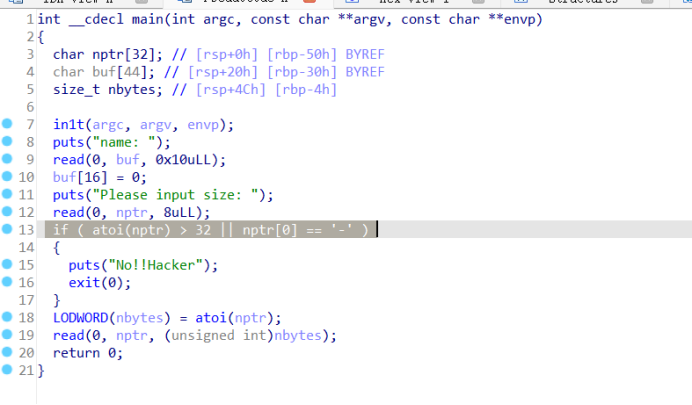 1 int __cdecl main(int argc, const char **argv, const char **envp)
2 {
3 char nptr[32]; // [rsp+0h] [rbp-50h] BYREF
4 char buf[44]; // [rsp+20h] [rbp-30h] BYREF
5 size_t nbytes; // [rsp+4Ch] [rbp-4h]
6
7 in1t(argc, argv, envp);
8 puts("name: ");
9 read(0, buf, 0x10uLL);
10 buf[16] = 0;
11 puts("Please input size: ");
12 read(0, nptr, 8uLL);
13 if ( atoi(nptr) > 32 || nptr[0] == '-' )
14 {
15 puts("No!!Hacker");
16 exit(0);
17 }
18 LODWORD(nbytes) = atoi(nptr);
19 read(0, nptr, (unsigned int)nbytes);
20 return 0;
21 }